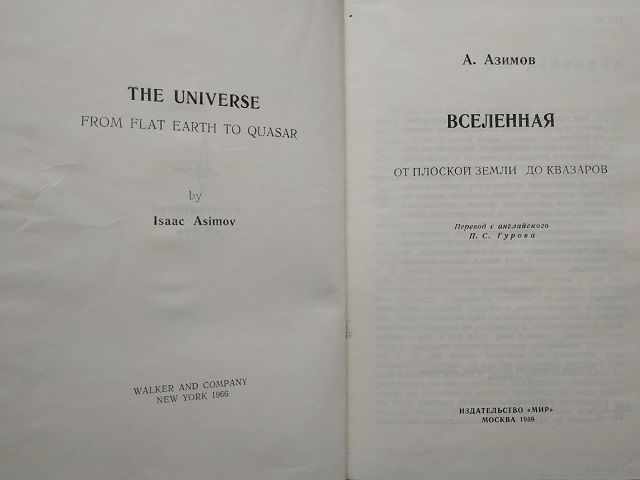 THE UNIVERSE
FROM FLAT EARTH TO QUASAR
by
Isaac Asimov
WALKER AND COMPANY
NEW YORK 1966
А. Азимов
ВСЕЛЕННАЯ
ОТ ПЛОСКОЙ ЗЕМЛИ ДО КВАЗАРОВ
Перевод с английского
П. С. Гурова
ИЗДАТЕЛЬСТВО «МИР»
МОСКВА 1969